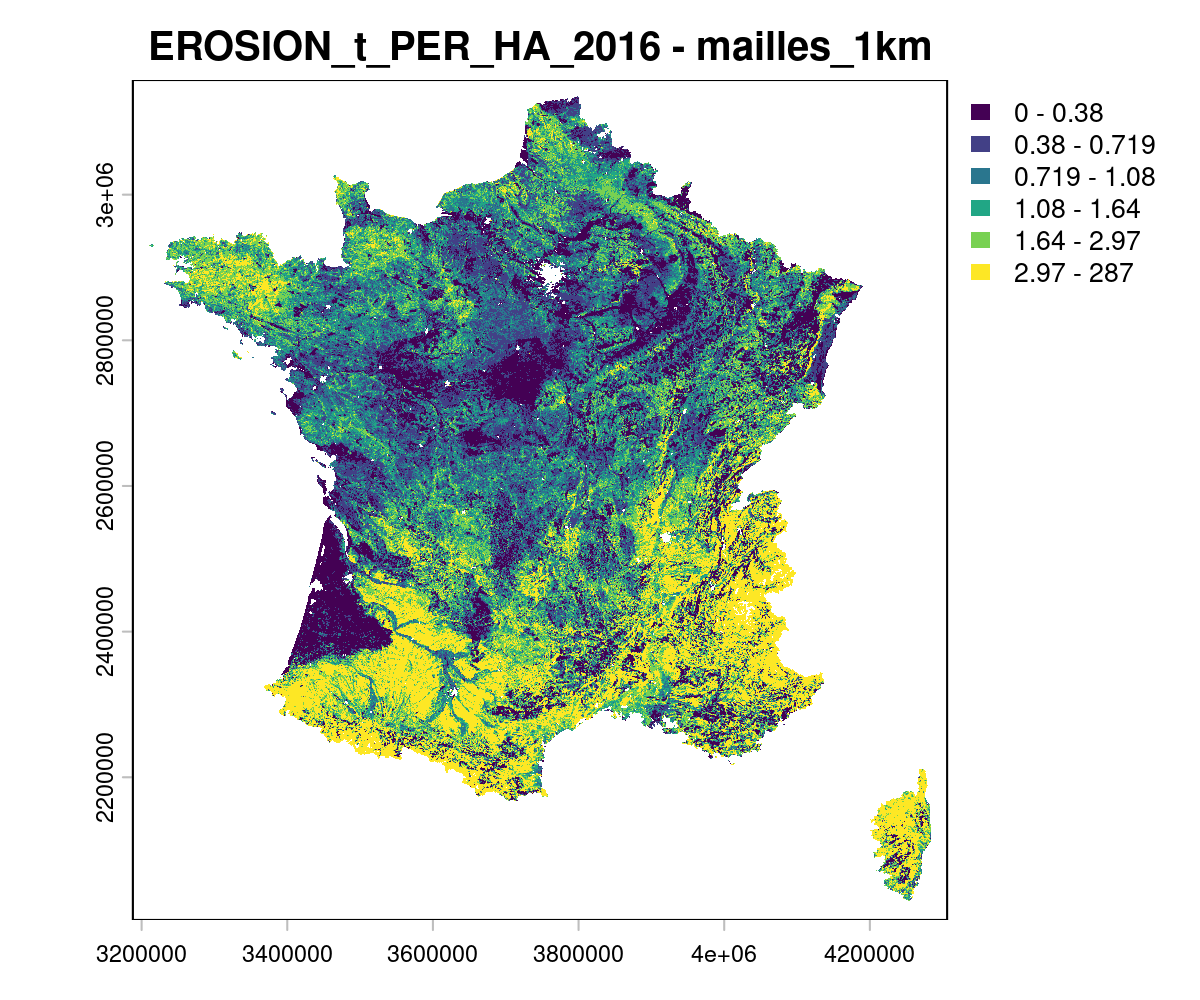 EROSION_t_PER_HA_2016 - mailles_1km
0 - 0.38
0.38 - 0.719
0.719 - 1.08
1.08 - 1.64
1.64 - 2.97
2.97 - 287
3e+06
2800000
2600000
2400000
2200000
3200000 3400000 3600000 3800000 4e+06 4200000